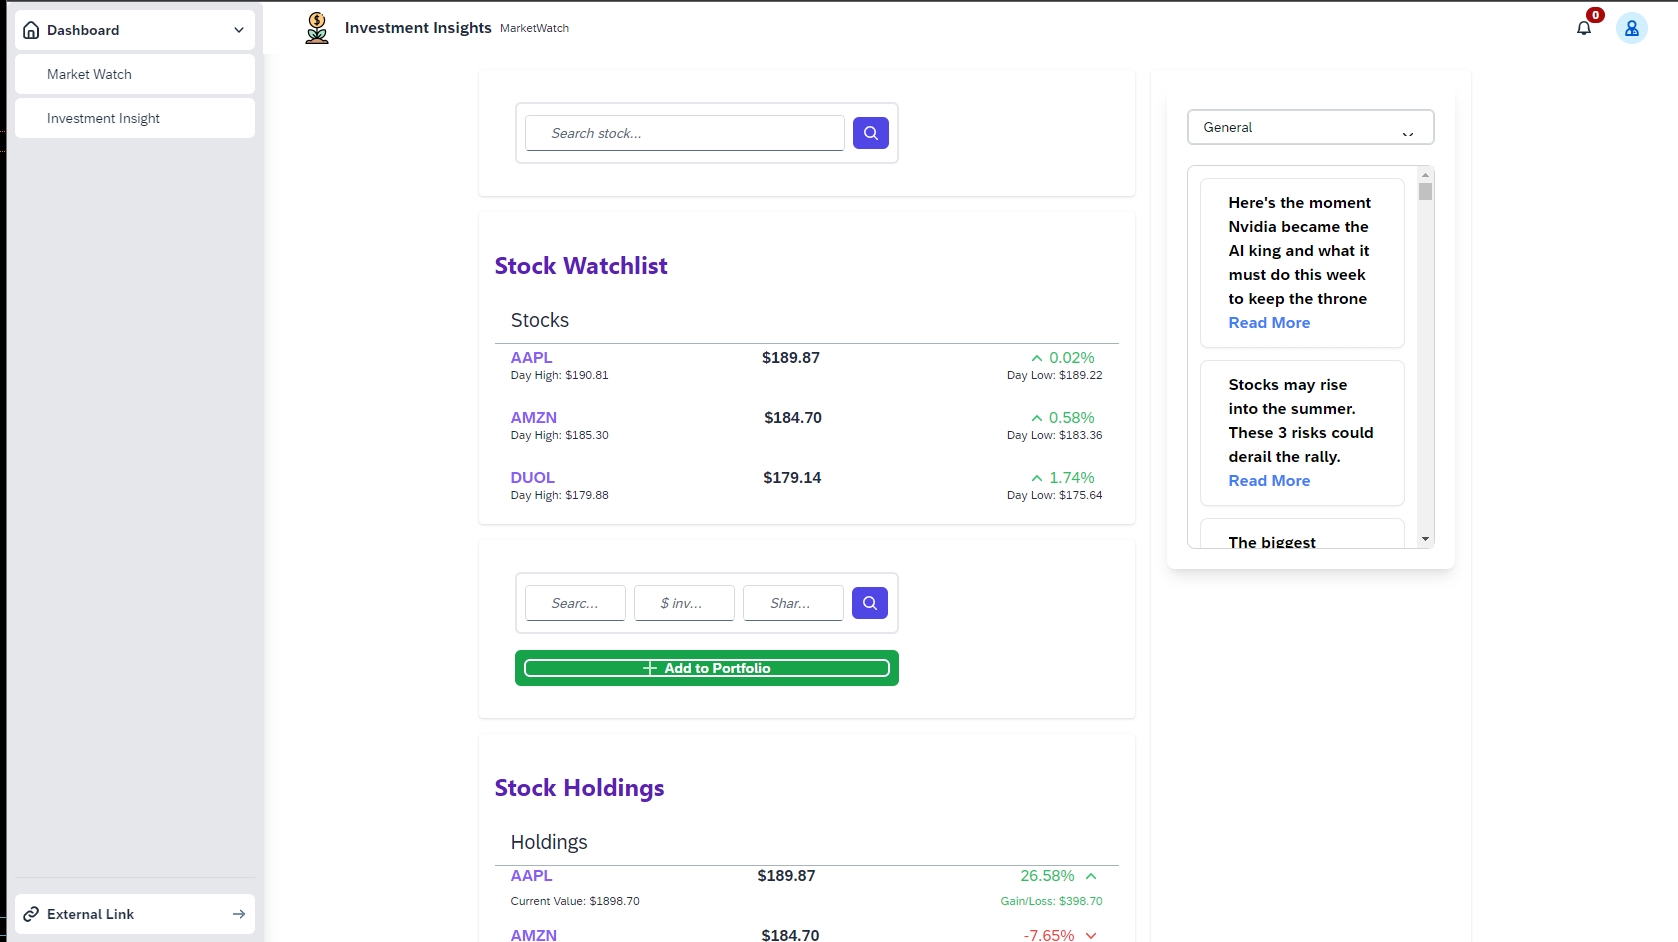 Dashboard
Market Watch
Investment Insight
External Link
Investment Insights MarketWatch
0
Search stock...
Stock Watchlist
Stocks
AAPL $189.87 0.02%
Day High: $190.81 Day Low: $189.22
AMZN $184.70 0.58%
Day High: $185.30 Day Low: $183.36
DUOL $179.14 1.74%
Day High: $179.88 Day Low: $175.64
Searc... $ inv... Shar...
Add to Portfolio
Stock Holdings
Holdings
AAPL $189.87 26.58%
Current Value: $1898.70 Gain/Loss: $398.70
AMZN $184.70 -7.65%
General
Here's the moment
Nvidia became the
AI king and what it
must do this week
to keep the throne
Read More
Stocks may rise
into the summer.
These 3 risks could
derail the rally.
Read More
The biggest